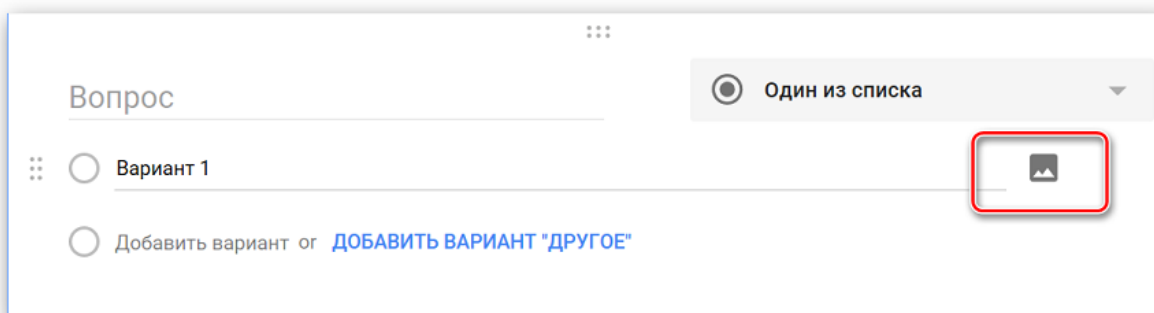 Вопрос
Один из списка
Вариант 1
Добавить вариант or ДОБАВИТЬ ВАРИАНТ "ДРУГОЕ"